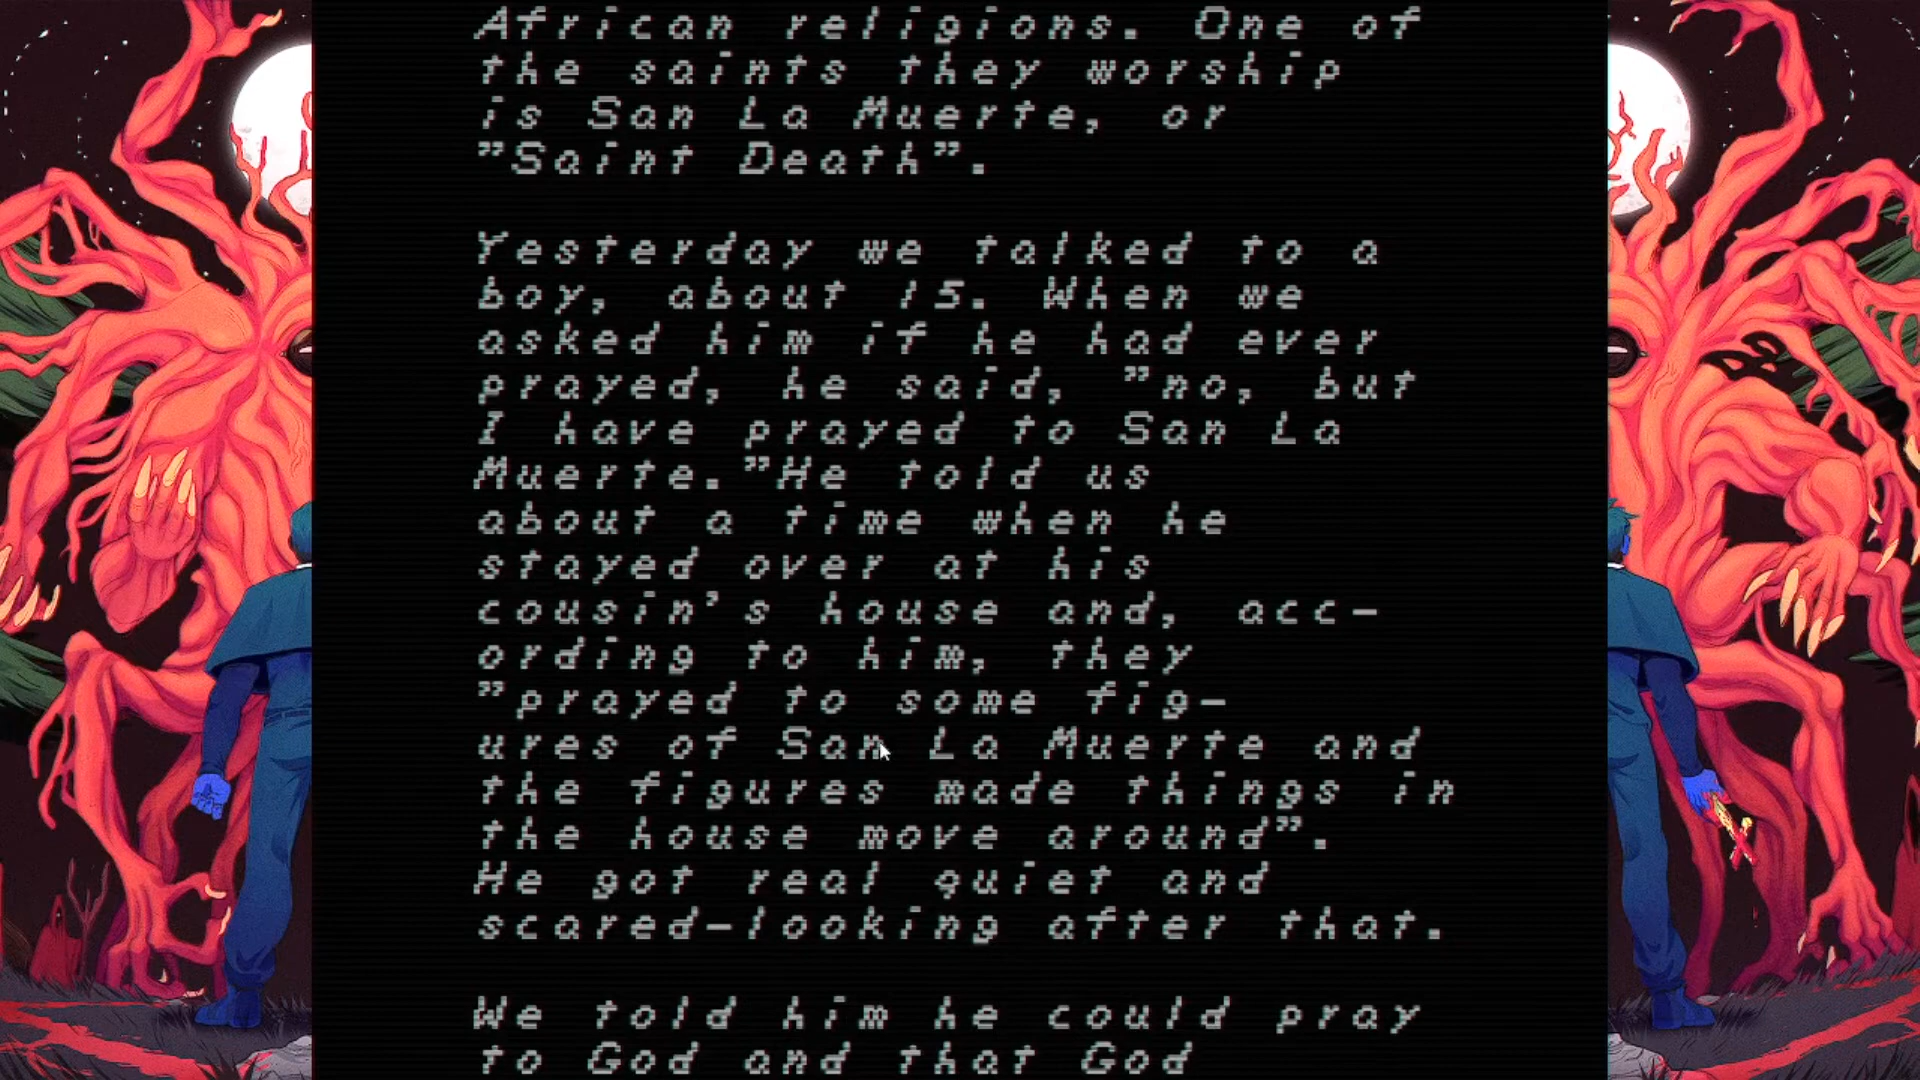 African religions. One of
the saints they worship
is San La Muerte, or
"Saint Death".
Yesterday we talked to a
boy, about 15. When we
asked him if he had ever
prayed, he said, "no, but
I have prayed to San La
Muerte."He told us
about a time when he
stayed over at his
cousin's house and, acc-
ording to him, they
"prayed to some fig-
ures of San La Muerte and
the figures made things in
the house move around".
He got real quiet and
scared-looking after that.
We told him he could pray
to God and that God